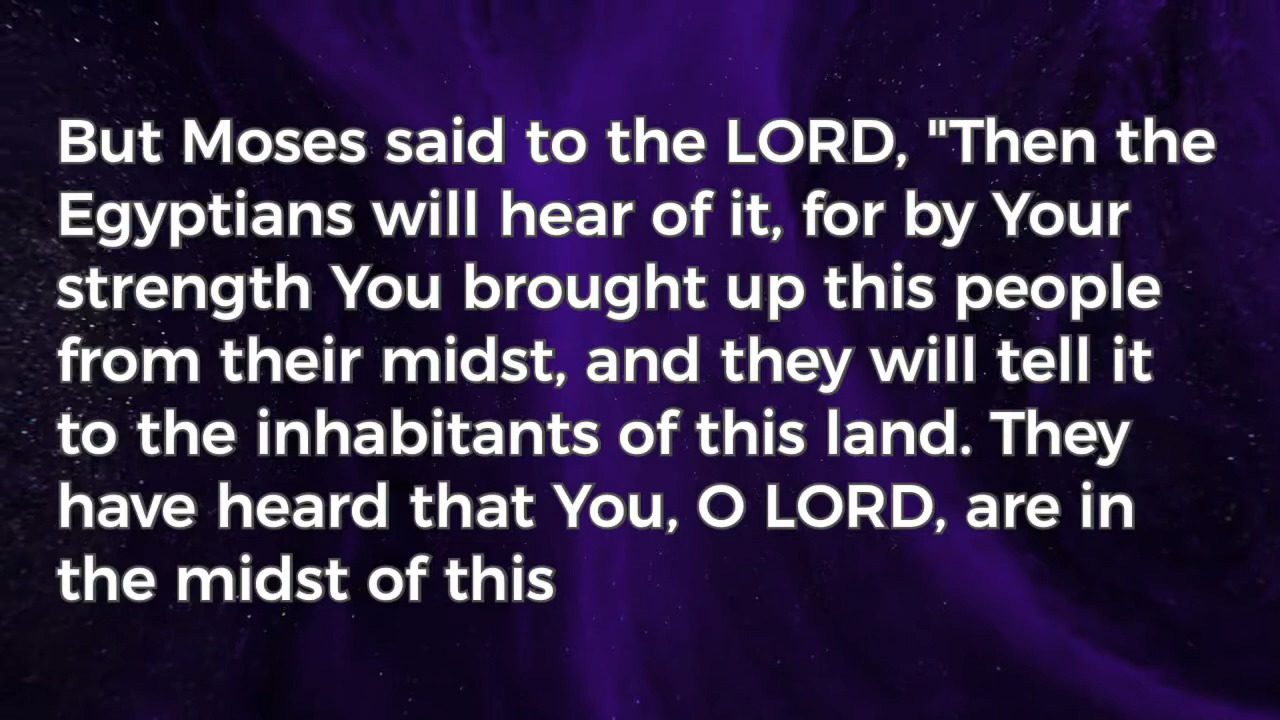 But Moses said to the LORD, "Then the
Egyptians will hear of it, for by Your
strength You brought up this people
from their midst, and they will tell it
to the inhabitants of this land. They
have heard that You, O LORD, are in
the midst of this